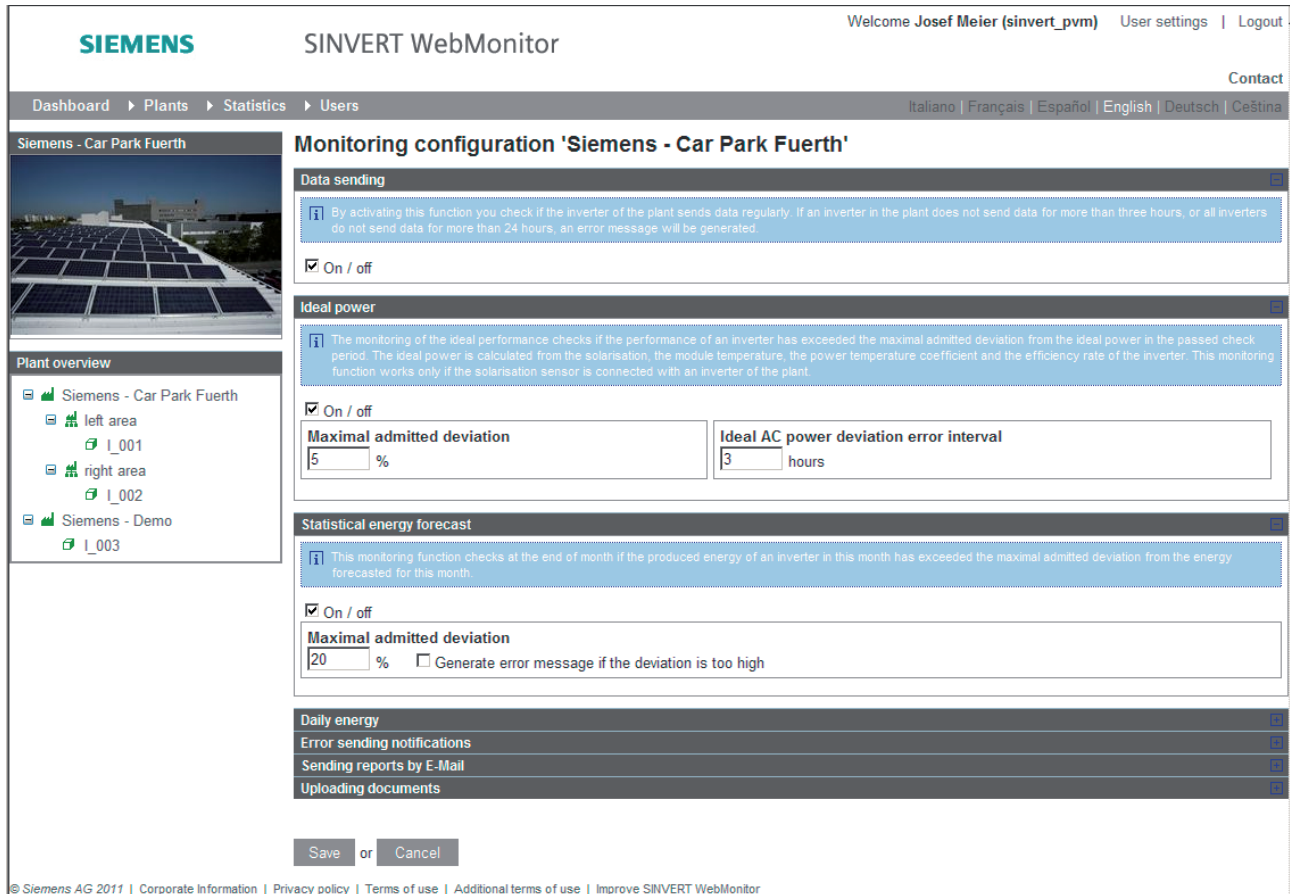 Welcome Josef Meier (sinvert_pvm) User settings | Logout
SIEMENS SINVERT WebMonitor
Contact
Dashboard Plants Statistics Users
Italiano | Français | Español | English | Deutsch | Ceština
Siemens - Car Park Fuerth
Plant overview
Siemens - Car Park Fuerth
left area
I_001
right area
I_002
Siemens - Demo
I_003
Monitoring configuration 'Siemens - Car Park Fuerth'
Data sending
By activating this function you check if the inverter of the plant sends data regularly. If an inverter in the plant does not send data for more than three hours, or all inverters
do not send data for more than 24 hours, an error message will be generated.
On / off
Ideal power
The monitoring of the ideal performance checks if the performance of an inverter has exceeded the maximal admitted deviation from the ideal power in the passed check
period. The ideal power is calculated from the solarisation, the module temperature, the power temperature coefficient and the efficiency rate of the inverter. This monitoring
function works only if the solarisation sensor is connected with an inverter of the plant.
On / off
Maximal admitted deviation
5 %
Ideal AC power deviation error interval
3 hours
Statistical energy forecast
This monitoring function checks at the end of month if the produced energy of an inverter in this month has exceeded the maximal admitted deviation from the energy
forecasted for this month.
On / off
Maximal admitted deviation
20 % Generate error message if the deviation is too high
Daily energy
Error sending notifications
Sending reports by E-Mail
Uploading documents
Save or Cancel
© Siemens AG 2011 | Corporate Information | Privacy policy | Terms of use | Additional terms of use | Improve SINVERT WebMonitor